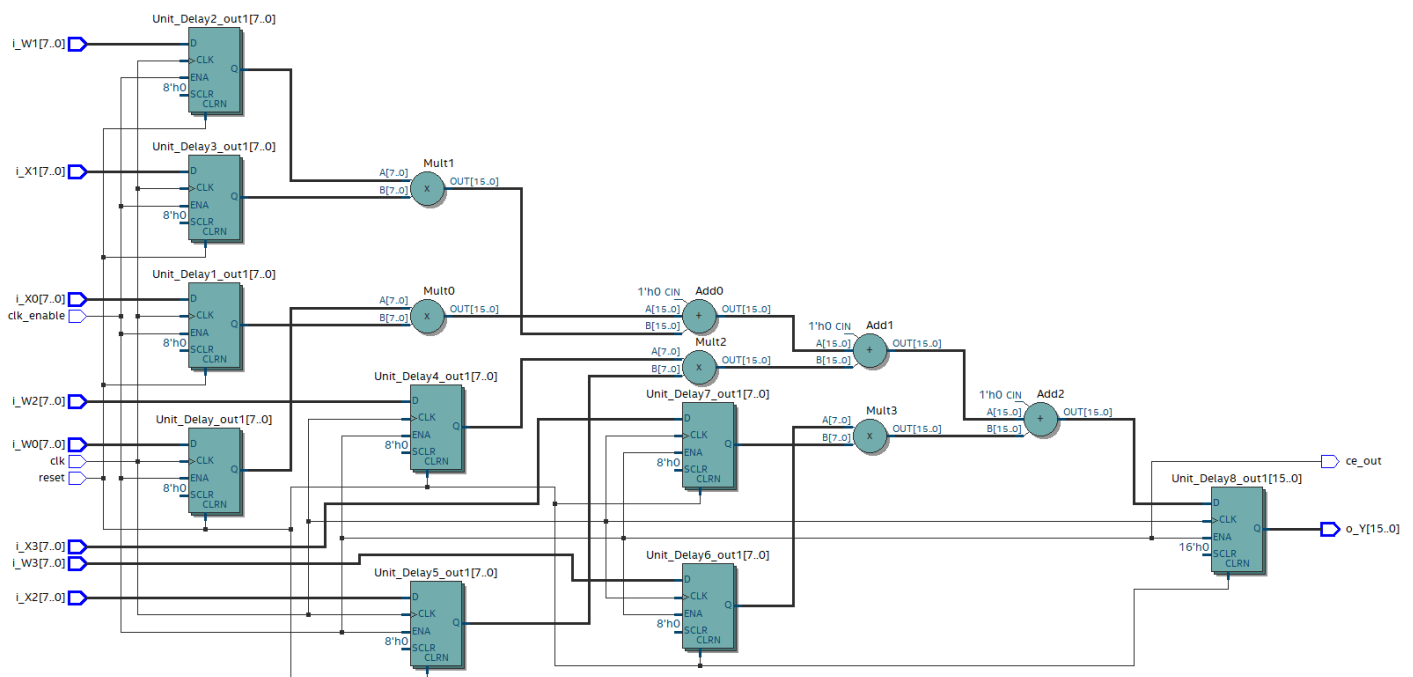 Unit_Delay2_out1[7..0]
i_W1[7..0]
D
CLK
ENA
8'h0
SCLR
CLRN
Q
Unit_Delay3_out1[7..0]
i_X1[7..0]
D
CLK
ENA
8'h0
SCLR
CLRN
Q
Mult1
A[7..0]
B[7..0]
x
OUT[15..0]
Unit_Delay1_out1[7..0]
i_X0[7..0]
clk_enable
D
CLK
ENA
8'h0
SCLR
CLRN
Q
Mult0
A[7..0]
B[7..0]
x
OUT[15..0]
1'h0 CIN
Add0
A[15..0]
B[15..0]
+
OUT[15..0]
Mult2
A[7..0]
B[7..0]
x
OUT[15..0]
1'h0 CIN
Add1
A[15..0]
B[15..0]
+
OUT[15..0]
Unit_Delay4_out1[7..0]
i_W2[7..0]
D
CLK
ENA
8'h0
SCLR
CLRN
Q
Unit_Delay7_out1[7..0]
D
CLK
ENA
8'h0
SCLR
CLRN
Q
Mult3
A[7..0]
B[7..0]
x
OUT[15..0]
1'h0 CIN
Add2
A[15..0]
B[15..0]
+
OUT[15..0]
Unit_Delay_out1[7..0]
i_W0[7..0]
clk
reset
D
CLK
ENA
8'h0
SCLR
CLRN
Q
ce_out
Unit_Delay8_out1[15..0]
D
CLK
ENA
16'h0
SCLR
CLRN
Q
o_Y[15..0]
i_X3[7..0]
i_W3[7..0]
i_X2[7..0]
Unit_Delay5_out1[7..0]
D
CLK
ENA
8'h0
SCLR
CLRN
Q
Unit_Delay6_out1[7..0]
D
CLK
ENA
8'h0
SCLR
CLRN
Q